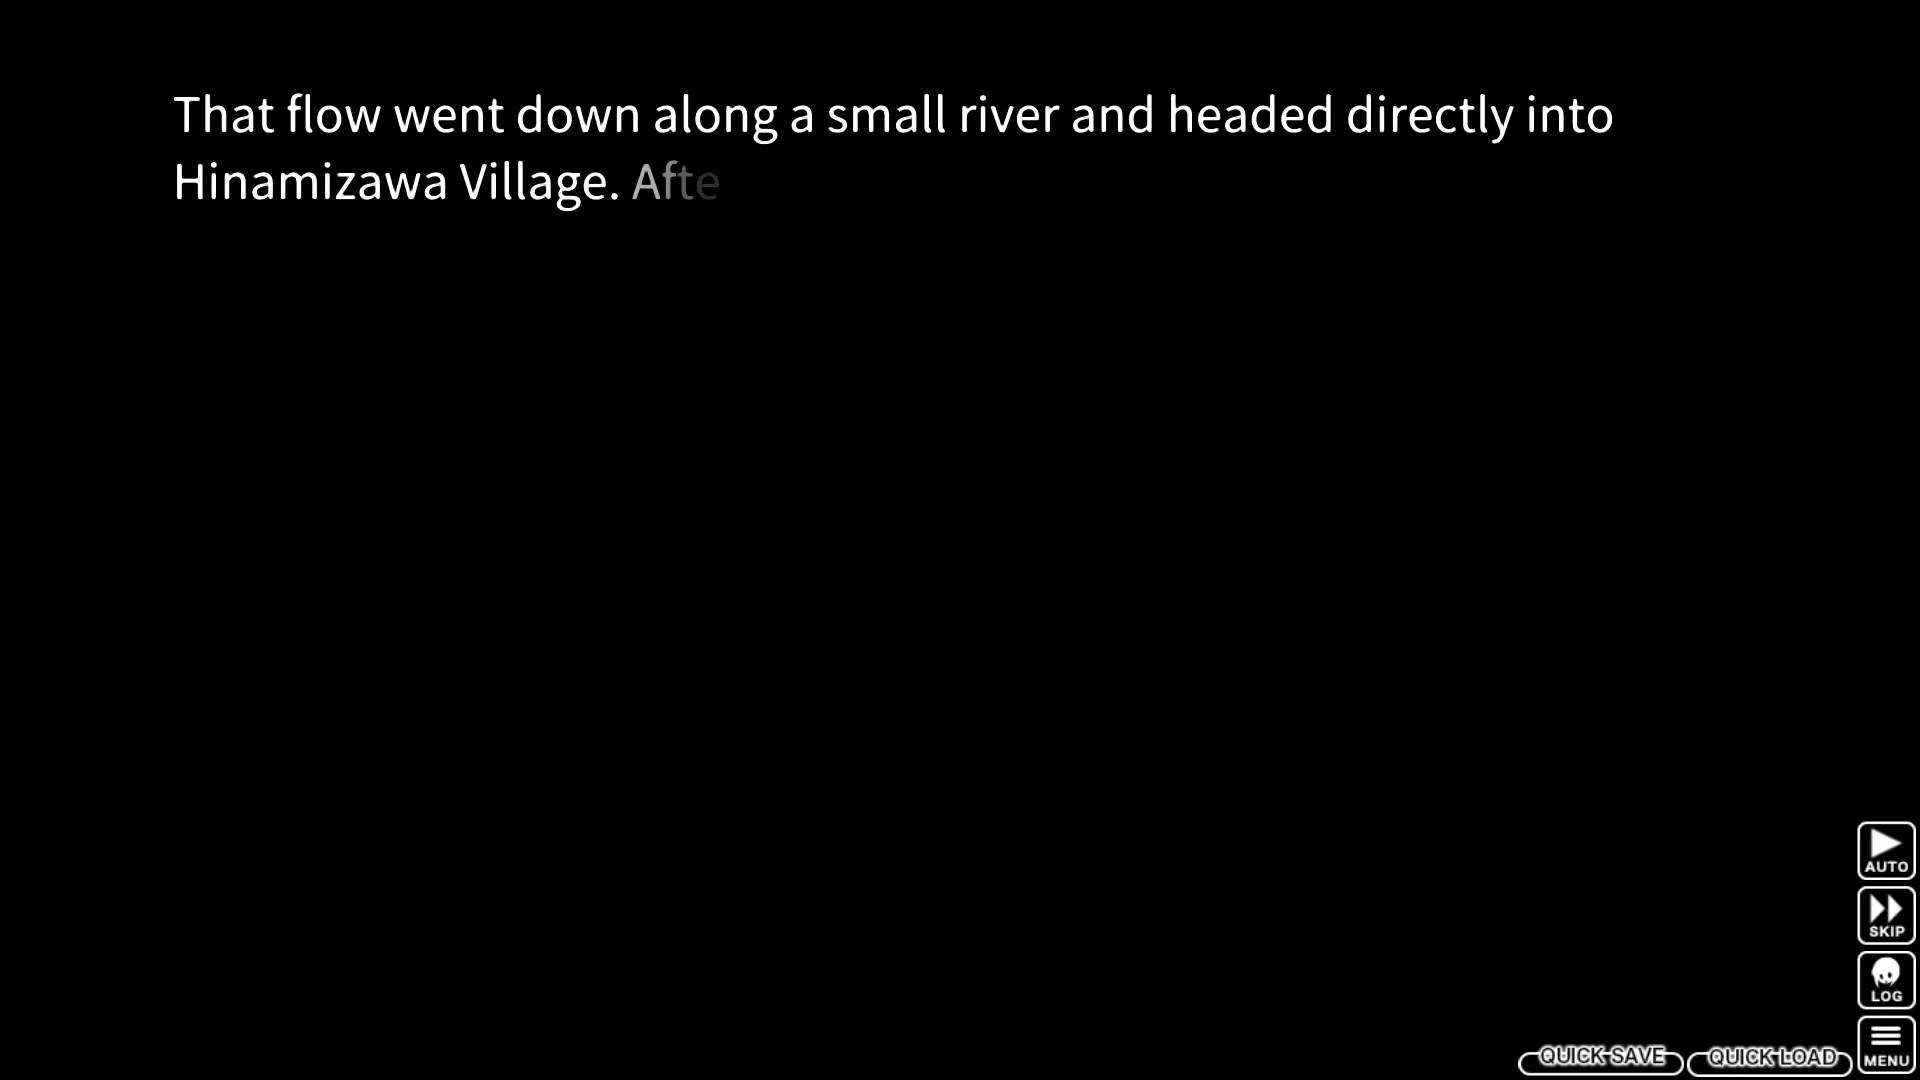 That flow went down along a small river and headed directly into
Hinamizawa Village. Afte
AUTO
SKIP
LOG
MENU
QUICK SAVE
QUICK LOAD